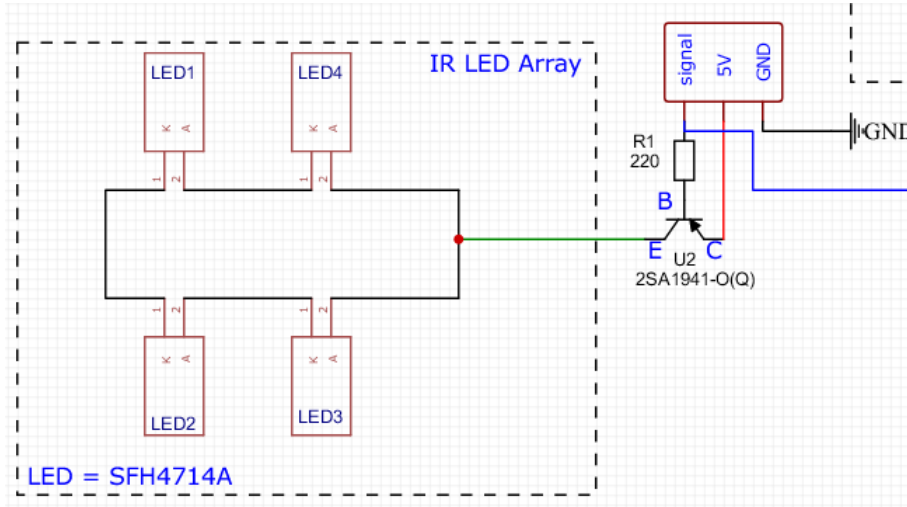 IR LED Array
LED1
K A
1 2
LED4
K A
1 2
1 2
K A
LED2
1 2
K A
LED3
LED = SFH4714A
signal
5V
GND
GND
R1
220
B
E
C
U2
2SA1941-O(Q)